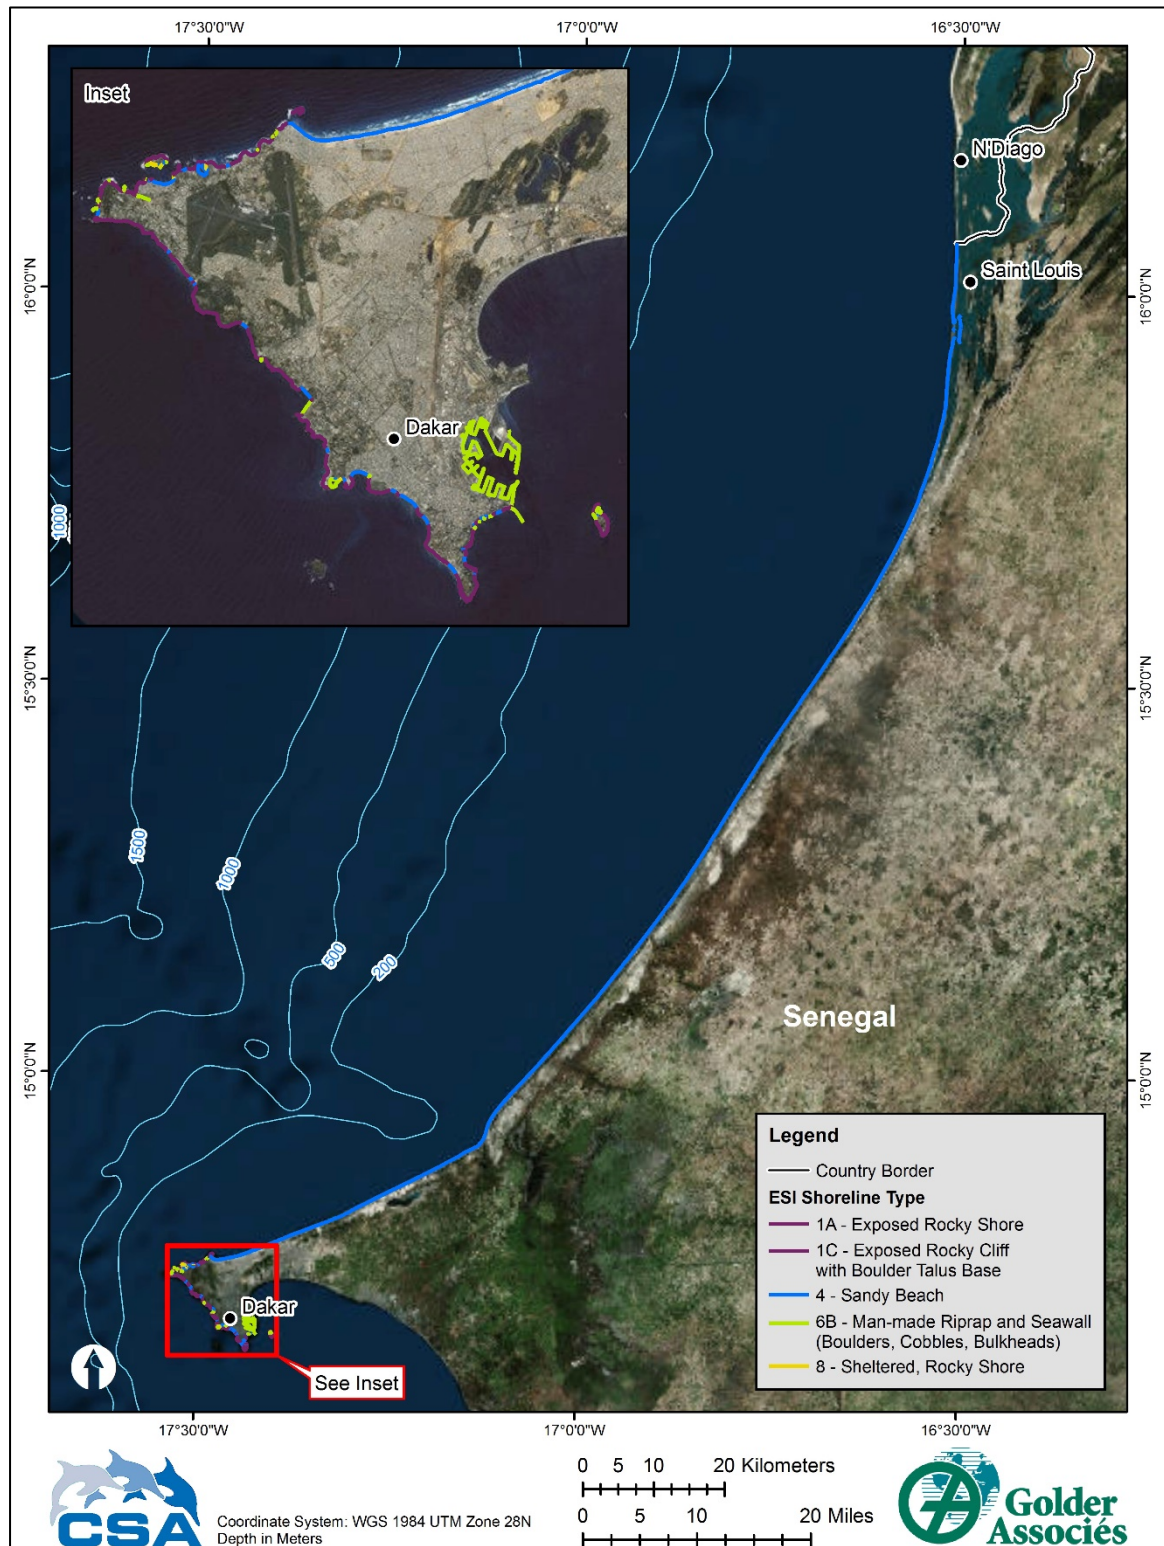 17°30'0"W
17°0'0"W
16°30'0"W
Inset
N'Diago
Saint Louis
16°0'0"N
16°0'0"N
Dakar
1000
15°30'0"N
15°30'0"N
1500
1000
500
200
Senegal
15°0'0"N
15°0'0"N
Legend
Country Border
ESI Shoreline Type
1A - Exposed Rocky Shore
1C - Exposed Rocky Cliff
with Boulder Talus Base
4 - Sandy Beach
6B - Man-made Riprap and Seawall
(Boulders, Cobbles, Bulkheads)
8 - Sheltered, Rocky Shore
Dakar
See Inset
17°30'0"W
17°0'0"W
16°30'0"W
CSA
Coordinate System: WGS 1984 UTM Zone 28N
Depth in Meters
0 5 10 20 Kilometers
0 5 10 20 Miles
Golder
Associés